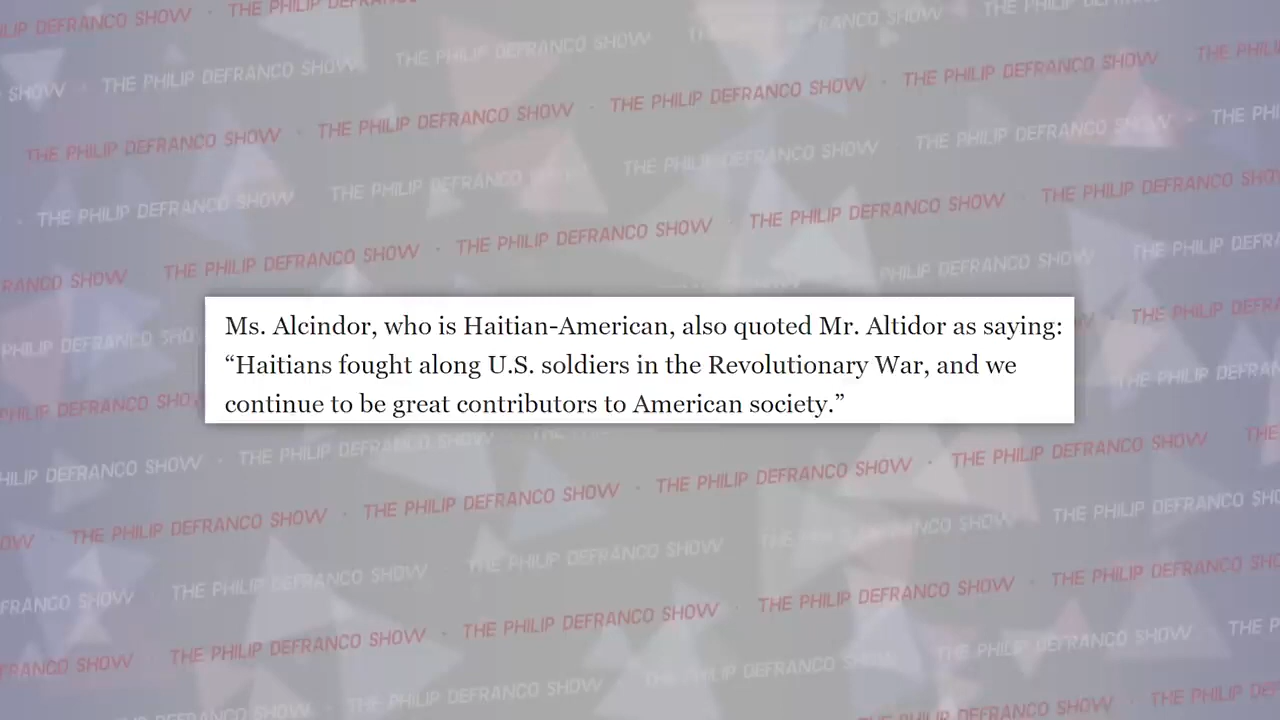 THE PHILIP DEFRANCO SHOW
Ms. Alcindor, who is Haitian-American, also quoted Mr. Altidor as saying:
“Haitians fought along U.S. soldiers in the Revolutionary War, and we
continue to be great contributors to American society.”